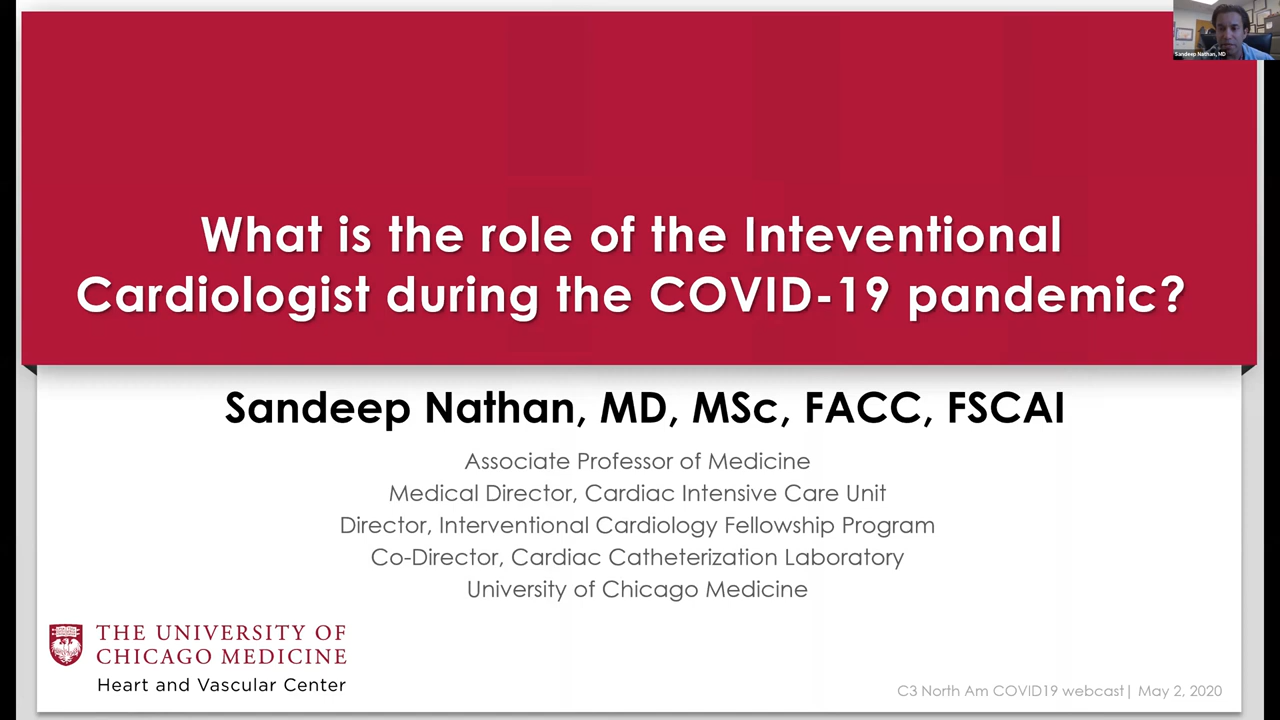 Sandeep Nathan, MD
What is the role of the Inteventional
Cardiologist during the COVID-19 pandemic?
Sandeep Nathan, MD, MSc, FACC, FSCAI
Associate Professor of Medicine
Medical Director, Cardiac Intensive Care Unit
Director, Interventional Cardiology Fellowship Program
Co-Director, Cardiac Catheterization Laboratory
University of Chicago Medicine
THE UNIVERSITY OF
CHICAGO MEDICINE
Heart and Vascular Center
C3 North Am COVID19 webcast| May 2, 2020